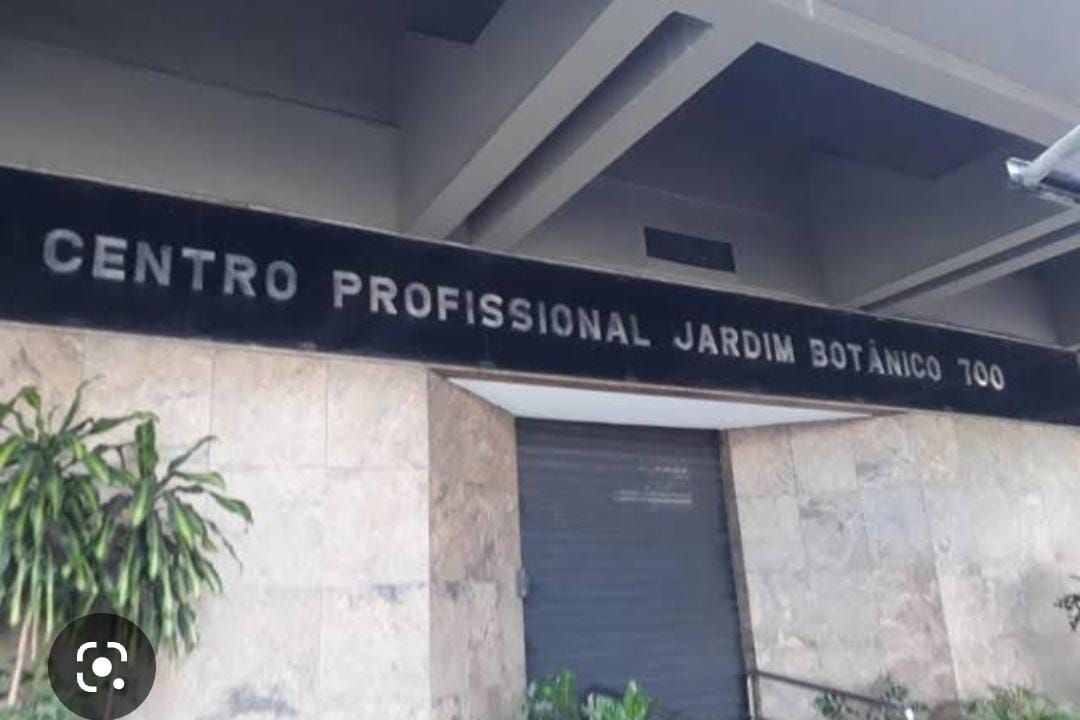 CENTRO PROFISSIONAL JARDIM BOTÂNICO 700